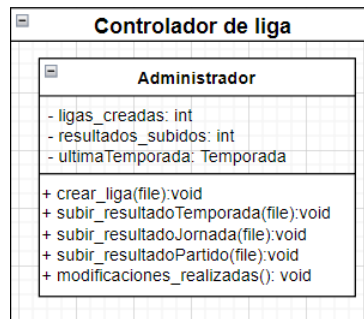 Controlador de liga
Administrador
- ligas_creadas: int
- resultados_subidos: int
- ultimaTemporada: Temporada
+ crear_liga(file):void
+ subir_resultadoTemporada(file):void
+ subir_resultadoJornada(file):void
+ subir_resultadoPartido(file):void
+ modificaciones_realizadas(): void